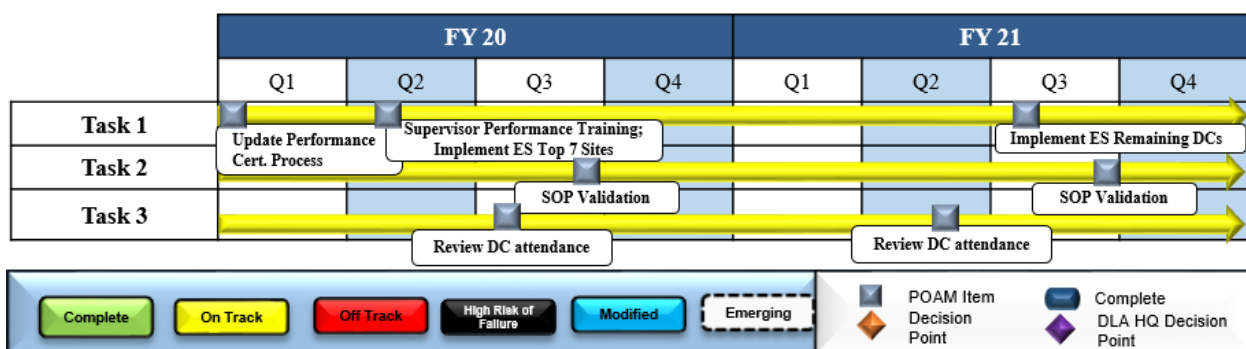 FY 20
FY 21
Q1
Q2
Q3
Q4
Q1
Q2
Q3
Q4
Task 1
Update Performance
Cert. Process
Supervisor Performance Training;
Implement ES Top 7 Sites
Implement ES Remaining DCs
Task 2
SOP Validation
SOP Validation
Task 3
Review DC attendance
Review DC attendance
Complete
On Track
Off Track
High Risk of
Failure
Modified
Emerging
POAM Item
Decision
Point
Complete
DLA HQ Decision
Point